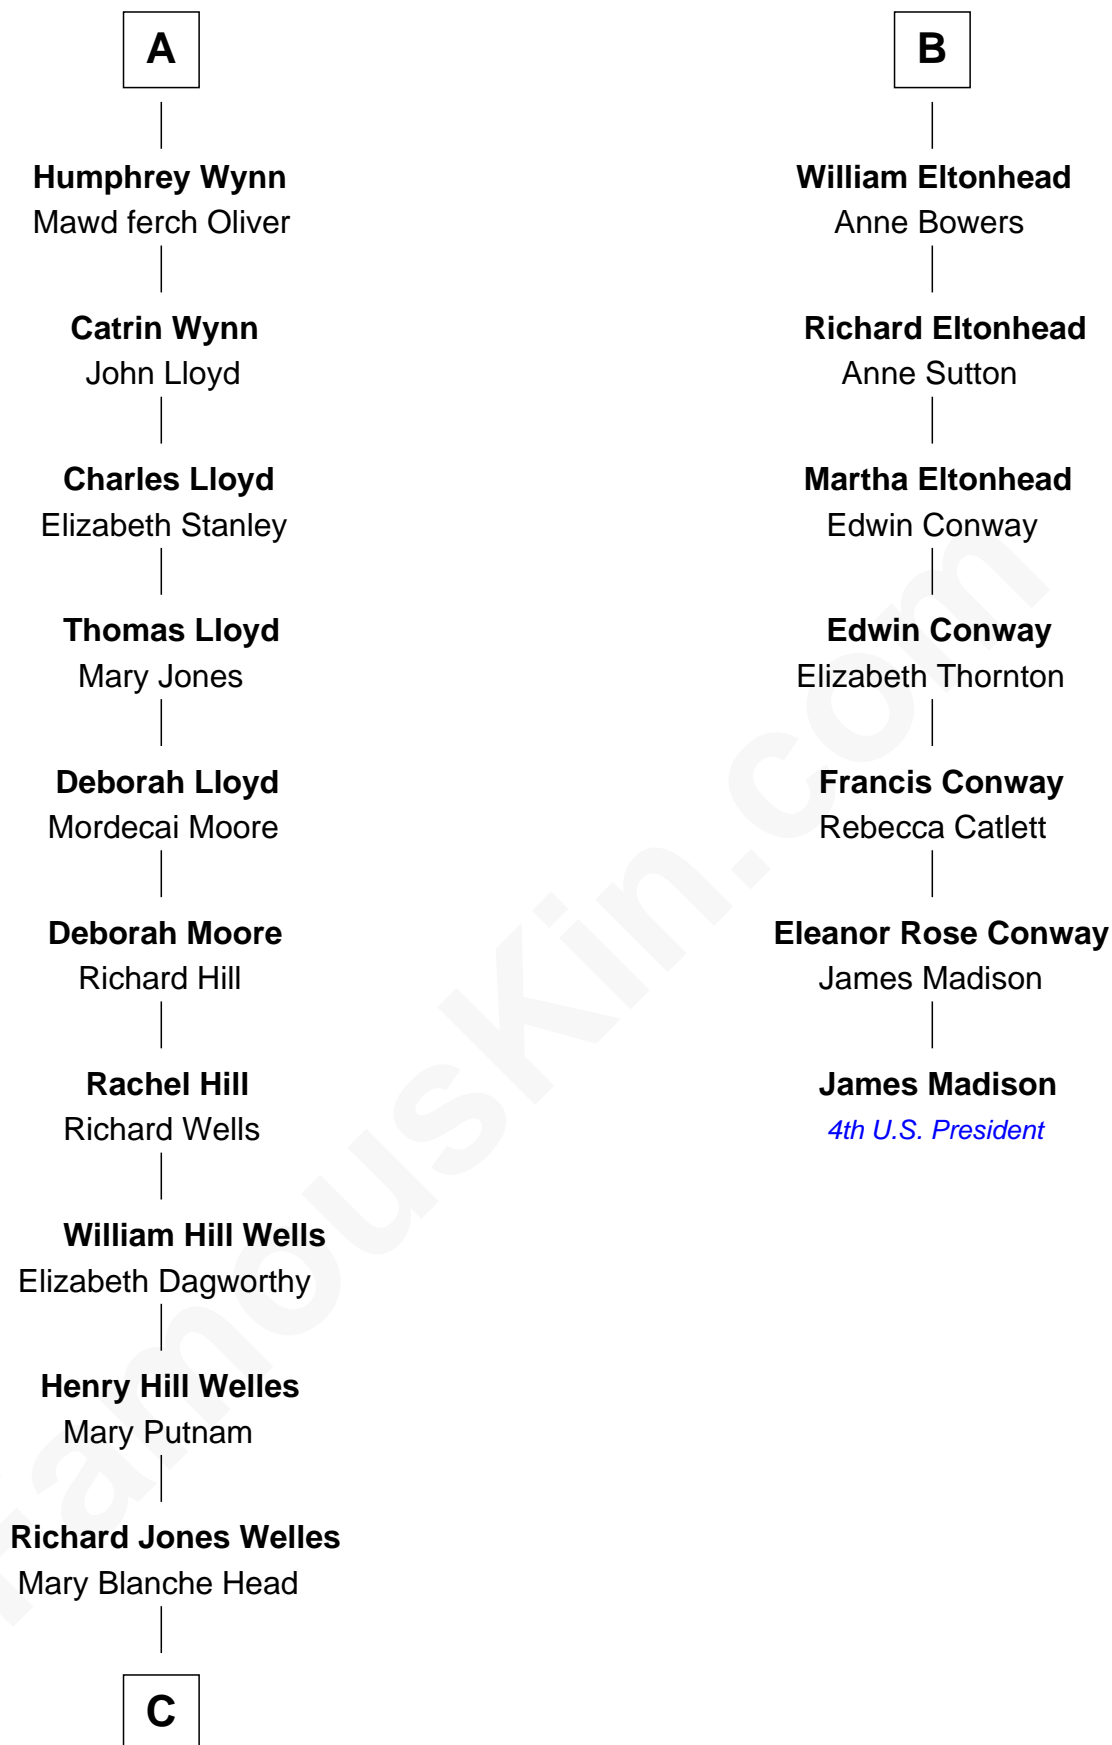 A
Humphrey Wynn
Mawd ferch Oliver
Catrin Wynn
John Lloyd
Charles Lloyd
Elizabeth Stanley
Thomas Lloyd
Mary Jones
Deborah Lloyd
Mordecai Moore
Deborah Moore
Richard Hill
Rachel Hill
Richard Wells
William Hill Wells
Elizabeth Dagworthy
Henry Hill Welles
Mary Putnam
Richard Jones Welles
Mary Blanche Head
C
B
William Eltonhead
Anne Bowers
Richard Eltonhead
Anne Sutton
Martha Eltonhead
Edwin Conway
Edwin Conway
Elizabeth Thornton
Francis Conway
Rebecca Catlett
Eleanor Rose Conway
James Madison
James Madison
4th U.S. President
FamousKin.com